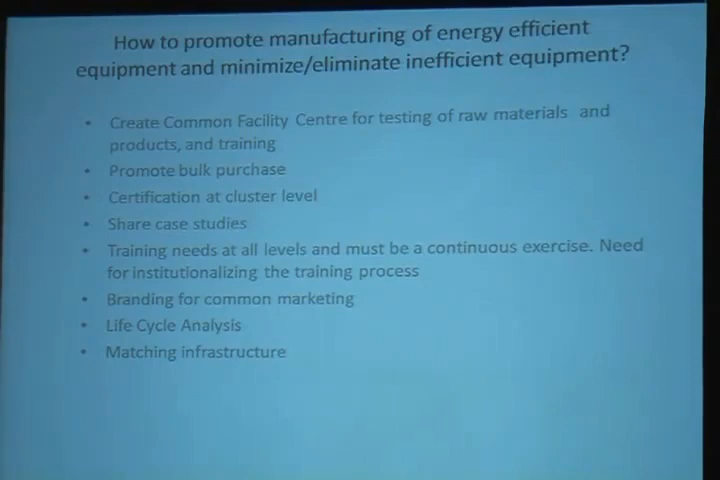 How to promote manufacturing of energy efficient
equipment and minimize/eliminate inefficient equipment?
• Create Common Facility Centre for testing of raw materials and
products, and training
• Promote bulk purchase
• Certification at cluster level
• Share case studies
• Training needs at all levels and must be a continuous exercise. Need
for institutionalizing the training process
• Branding for common marketing
• Life Cycle Analysis
• Matching infrastructure